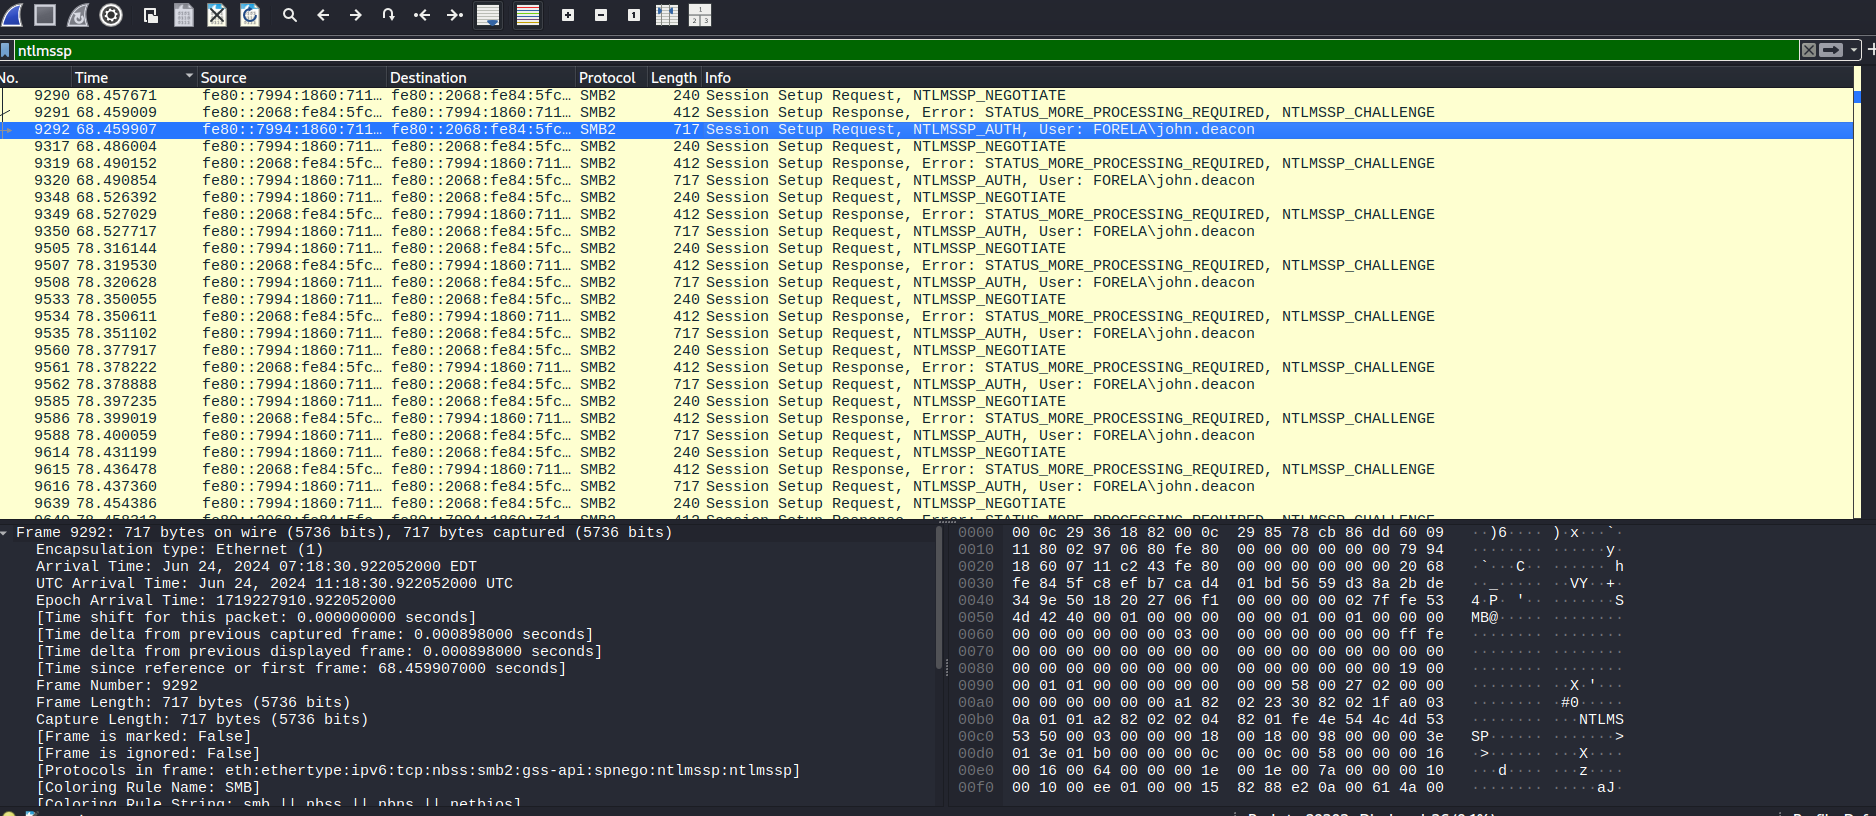 ntlmssp
No. Time Source Destination Protocol Length Info
9290 68.457671 fe80::7994:1860:711… fe80::2068:fe84:5fc… SMB2 240 Session Setup Request, NTLMSSP_NEGOTIATE
9291 68.459009 fe80::2068:fe84:5fc… fe80::7994:1860:711… SMB2 412 Session Setup Response, Error: STATUS_MORE_PROCESSING_REQUIRED, NTLMSSP_CHALLENGE
9292 68.459907 fe80::7994:1860:711… fe80::2068:fe84:5fc… SMB2 717 Session Setup Request, NTLMSSP_AUTH, User: FORELA\john.deacon
9317 68.486004 fe80::7994:1860:711… fe80::2068:fe84:5fc… SMB2 240 Session Setup Request, NTLMSSP_NEGOTIATE
9319 68.490152 fe80::2068:fe84:5fc… fe80::7994:1860:711… SMB2 412 Session Setup Response, Error: STATUS_MORE_PROCESSING_REQUIRED, NTLMSSP_CHALLENGE
9320 68.490854 fe80::7994:1860:711… fe80::2068:fe84:5fc… SMB2 717 Session Setup Request, NTLMSSP_AUTH, User: FORELA\john.deacon
9348 68.526392 fe80::7994:1860:711… fe80::2068:fe84:5fc… SMB2 240 Session Setup Request, NTLMSSP_NEGOTIATE
9349 68.527029 fe80::2068:fe84:5fc… fe80::7994:1860:711… SMB2 412 Session Setup Response, Error: STATUS_MORE_PROCESSING_REQUIRED, NTLMSSP_CHALLENGE
9350 68.527717 fe80::7994:1860:711… fe80::2068:fe84:5fc… SMB2 717 Session Setup Request, NTLMSSP_AUTH, User: FORELA\john.deacon
9505 78.316144 fe80::7994:1860:711… fe80::2068:fe84:5fc… SMB2 240 Session Setup Request, NTLMSSP_NEGOTIATE
9507 78.319530 fe80::2068:fe84:5fc… fe80::7994:1860:711… SMB2 412 Session Setup Response, Error: STATUS_MORE_PROCESSING_REQUIRED, NTLMSSP_CHALLENGE
9508 78.320628 fe80::7994:1860:711… fe80::2068:fe84:5fc… SMB2 717 Session Setup Request, NTLMSSP_AUTH, User: FORELA\john.deacon
9533 78.350055 fe80::7994:1860:711… fe80::2068:fe84:5fc… SMB2 240 Session Setup Request, NTLMSSP_NEGOTIATE
9534 78.350611 fe80::2068:fe84:5fc… fe80::7994:1860:711… SMB2 412 Session Setup Response, Error: STATUS_MORE_PROCESSING_REQUIRED, NTLMSSP_CHALLENGE
9535 78.351102 fe80::7994:1860:711… fe80::2068:fe84:5fc… SMB2 717 Session Setup Request, NTLMSSP_AUTH, User: FORELA\john.deacon
9560 78.377917 fe80::7994:1860:711… fe80::2068:fe84:5fc… SMB2 240 Session Setup Request, NTLMSSP_NEGOTIATE
9561 78.378222 fe80::2068:fe84:5fc… fe80::7994:1860:711… SMB2 412 Session Setup Response, Error: STATUS_MORE_PROCESSING_REQUIRED, NTLMSSP_CHALLENGE
9562 78.378888 fe80::7994:1860:711… fe80::2068:fe84:5fc… SMB2 717 Session Setup Request, NTLMSSP_AUTH, User: FORELA\john.deacon
9585 78.397235 fe80::7994:1860:711… fe80::2068:fe84:5fc… SMB2 240 Session Setup Request, NTLMSSP_NEGOTIATE
9586 78.399019 fe80::2068:fe84:5fc… fe80::7994:1860:711… SMB2 412 Session Setup Response, Error: STATUS_MORE_PROCESSING_REQUIRED, NTLMSSP_CHALLENGE
9588 78.400059 fe80::7994:1860:711… fe80::2068:fe84:5fc… SMB2 717 Session Setup Request, NTLMSSP_AUTH, User: FORELA\john.deacon
9614 78.431199 fe80::7994:1860:711… fe80::2068:fe84:5fc… SMB2 240 Session Setup Request, NTLMSSP_NEGOTIATE
9615 78.436478 fe80::2068:fe84:5fc… fe80::7994:1860:711… SMB2 412 Session Setup Response, Error: STATUS_MORE_PROCESSING_REQUIRED, NTLMSSP_CHALLENGE
9616 78.437360 fe80::7994:1860:711… fe80::2068:fe84:5fc… SMB2 717 Session Setup Request, NTLMSSP_AUTH, User: FORELA\john.deacon
9639 78.454386 fe80::7994:1860:711… fe80::2068:fe84:5fc… SMB2 240 Session Setup Request, NTLMSSP_NEGOTIATE
Frame 9292: 717 bytes on wire (5736 bits), 717 bytes captured (5736 bits)
Encapsulation type: Ethernet (1)
Arrival Time: Jun 24, 2024 07:18:30.922052000 EDT
UTC Arrival Time: Jun 24, 2024 11:18:30.922052000 UTC
Epoch Arrival Time: 1719227910.922052000
[Time shift for this packet: 0.000000000 seconds]
[Time delta from previous captured frame: 0.000898000 seconds]
[Time delta from previous displayed frame: 0.000898000 seconds]
[Time since reference or first frame: 68.459907000 seconds]
Frame Number: 9292
Frame Length: 717 bytes (5736 bits)
Capture Length: 717 bytes (5736 bits)
[Frame is marked: False]
[Frame is ignored: False]
[Protocols in frame: eth:ethertype:ipv6:tcp:nbss:smb2:gss-api:spnego:ntlmssp:ntlmssp]
[Coloring Rule Name: SMB]
[Coloring Rule String: smb || nbss || nbns || netbios]
0000 00 0c 29 36 18 82 00 0c 29 85 78 cb 86 dd 60 09 ··)6···· )·x···`·
0010 11 80 02 97 06 80 fe 80 00 00 00 00 00 00 79 94 ········ ······y·
0020 18 60 07 11 c2 43 fe 80 00 00 00 00 00 00 20 68 ·`···C·· ······ h
0030 fe 84 5f c8 ef b7 ca d4 01 bd 56 59 d3 8a 2b de ··_····· ··VY··+·
0040 34 9e 50 18 20 27 06 f1 00 00 00 00 02 7f fe 53 4·P· '·· ·······S
0050 4d 42 40 00 01 00 00 00 00 00 01 00 01 00 00 00 MB@····· ········
0060 00 00 00 00 00 00 03 00 00 00 00 00 00 00 ff fe ········ ········
0070 00 00 00 00 00 00 00 00 00 00 00 00 00 00 00 00 ········ ········
0080 00 00 00 00 00 00 00 00 00 00 00 00 00 00 19 00 ········ ········
0090 00 01 01 00 00 00 00 00 00 00 58 00 27 02 00 00 ········ ··X·'···
00a0 00 00 00 00 00 00 a1 82 02 23 30 82 02 1f a0 03 ········ ·#0·····
00b0 0a 01 01 a2 82 02 02 04 82 01 fe 4e 54 4c 4d 53 ········ ···NTLMS
00c0 53 50 00 03 00 00 00 18 00 18 00 98 00 00 00 3e SP······ ·······>
00d0 01 3e 01 b0 00 00 00 0c 00 0c 00 58 00 00 00 16 ·>······ ···X····
00e0 00 16 00 64 00 00 00 1e 00 1e 00 7a 00 00 00 10 ···d···· ···z····
00f0 00 10 00 ee 01 00 00 15 82 88 e2 0a 00 61 4a 00 ········ ·····aJ·